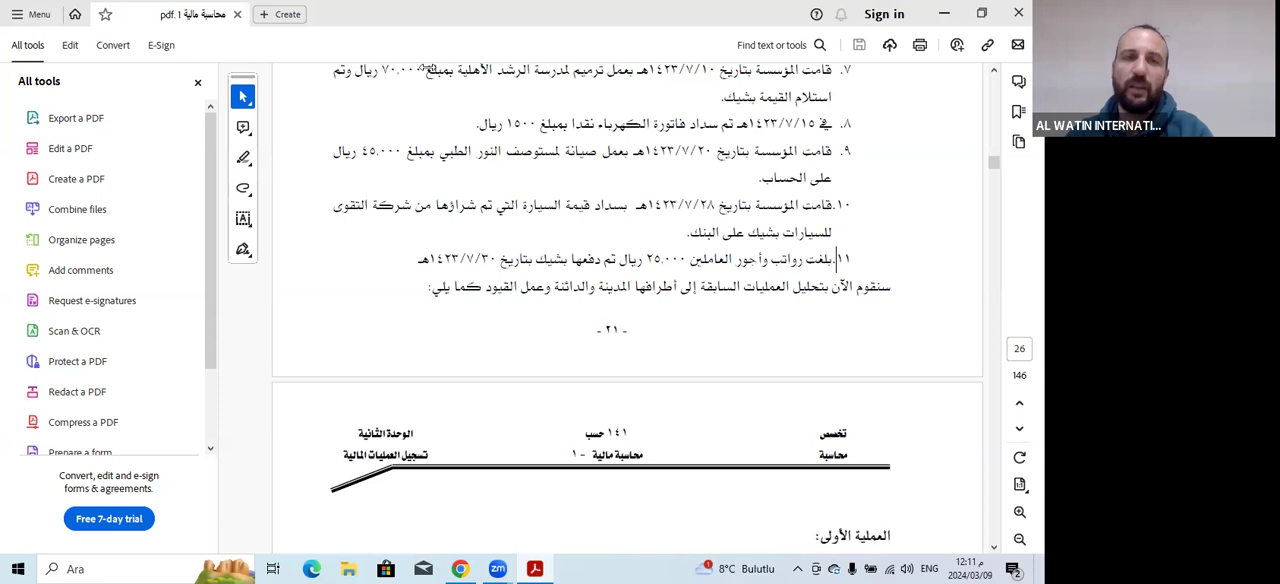 Menu
محاسبة مالية 1.pdf
Create
Sign in
All tools
Edit
Convert
E-Sign
Find text or tools
All tools
Export a PDF
Edit a PDF
Create a PDF
Combine files
Organize pages
Add comments
Request e-signatures
Scan & OCR
Protect a PDF
Redact a PDF
Compress a PDF
Prepare a form
Convert, edit and e-sign
forms & agreements.
Free 7-day trial
٧. قامت المؤسسة بتاريخ ١٤٢٣/٧/١٠هـ بعمل ترميم لمدرسة الرشد الأهلية بمبلغ ٧٠.٠٠٠ ريال وتم
استلام القيمة بشيك.
٨. في ١٤٢٣/٧/١٥هـ تم سداد فاتورة الكهرباء نقدا بمبلغ ١٥٠٠ ريال.
٩. قامت المؤسسة بتاريخ ١٤٢٣/٧/٢٠هـ بعمل صيانة لمستوصف النور الطبي بمبلغ ٤٥.٠٠٠ ريال
على الحساب.
١٠.قامت المؤسسة بتاريخ ١٤٢٣/٧/٢٨هـ بسداد قيمة السيارة التي تم شراؤها من شركة التقوى
للسيارات بشيك على البنك.
١١.بلغت رواتب وأجور العاملين ٢٥.٠٠٠ ريال تم دفعها بشيك بتاريخ ١٤٢٣/٧/٣٠هـ
سنقوم الآن بتحليل العمليات السابقة إلى أطرافها المدينة والدائنة وعمل القيود كما يلي:
- ٢١ -
تخصص
١٤١ حسب
الوحدة الثانية
محاسبة
محاسبة مالية - ١
تسجيل العمليات المالية
العملية الأولى:
26
146
AL WATIN INTERNATI...
Ara
zm
1
8°C Bulutlu
ENG
12:11 م
2024/03/09
2